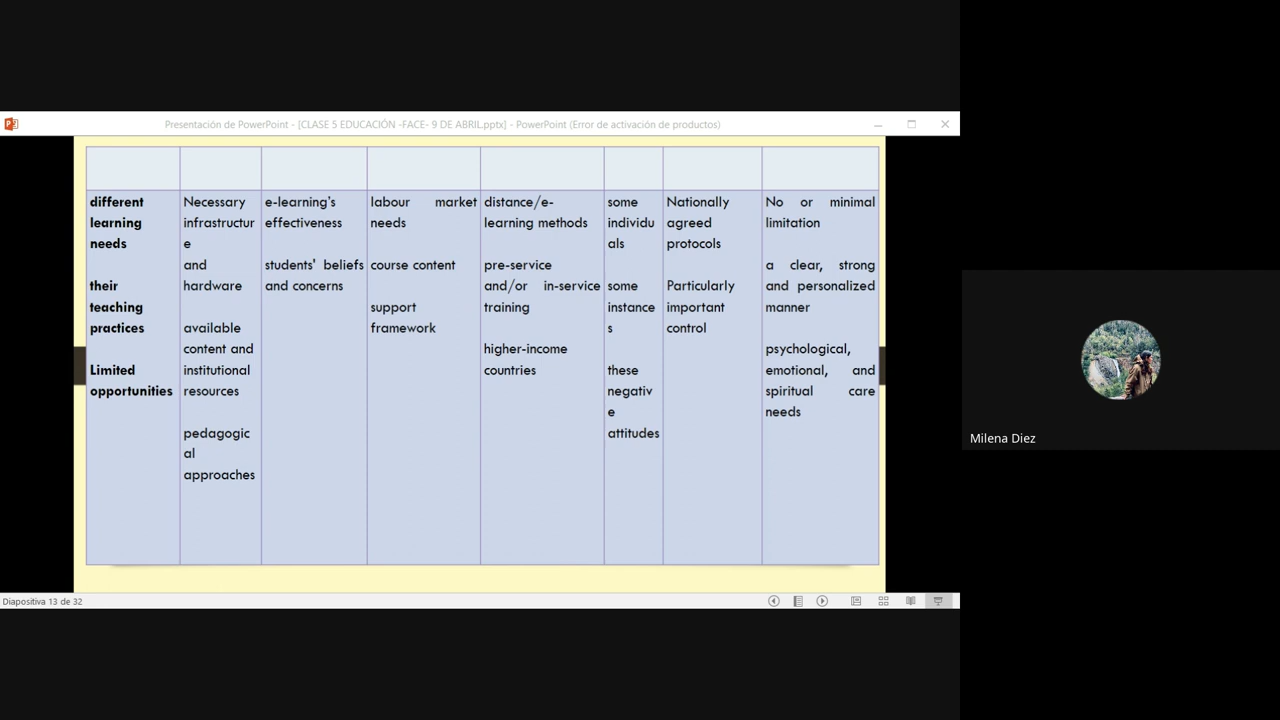 Presentación de PowerPoint - [CLASE 5 EDUCACIÓN -FACE- 9 DE ABRIL.pptx] - PowerPoint (Error de activación de productos)
different
learning
needs
their
teaching
practices
Limited
opportunities
Necessary
infrastructur
e
and
hardware
available
content and
institutional
resources
pedagogic
al
approaches
e-learning's
effectiveness
students' beliefs
and concerns
labour market
needs
course content
support
framework
distance/e-
learning methods
pre-service
and/or in-service
training
higher-income
countries
some
individu
als
some
instance
s
these
negativ
e
attitudes
Nationally
agreed
protocols
Particularly
important
control
No or minimal
limitation
a clear, strong
and personalized
manner
psychological,
emotional, and
spiritual care
needs
Milena Diez
Diapositiva 13 de 32